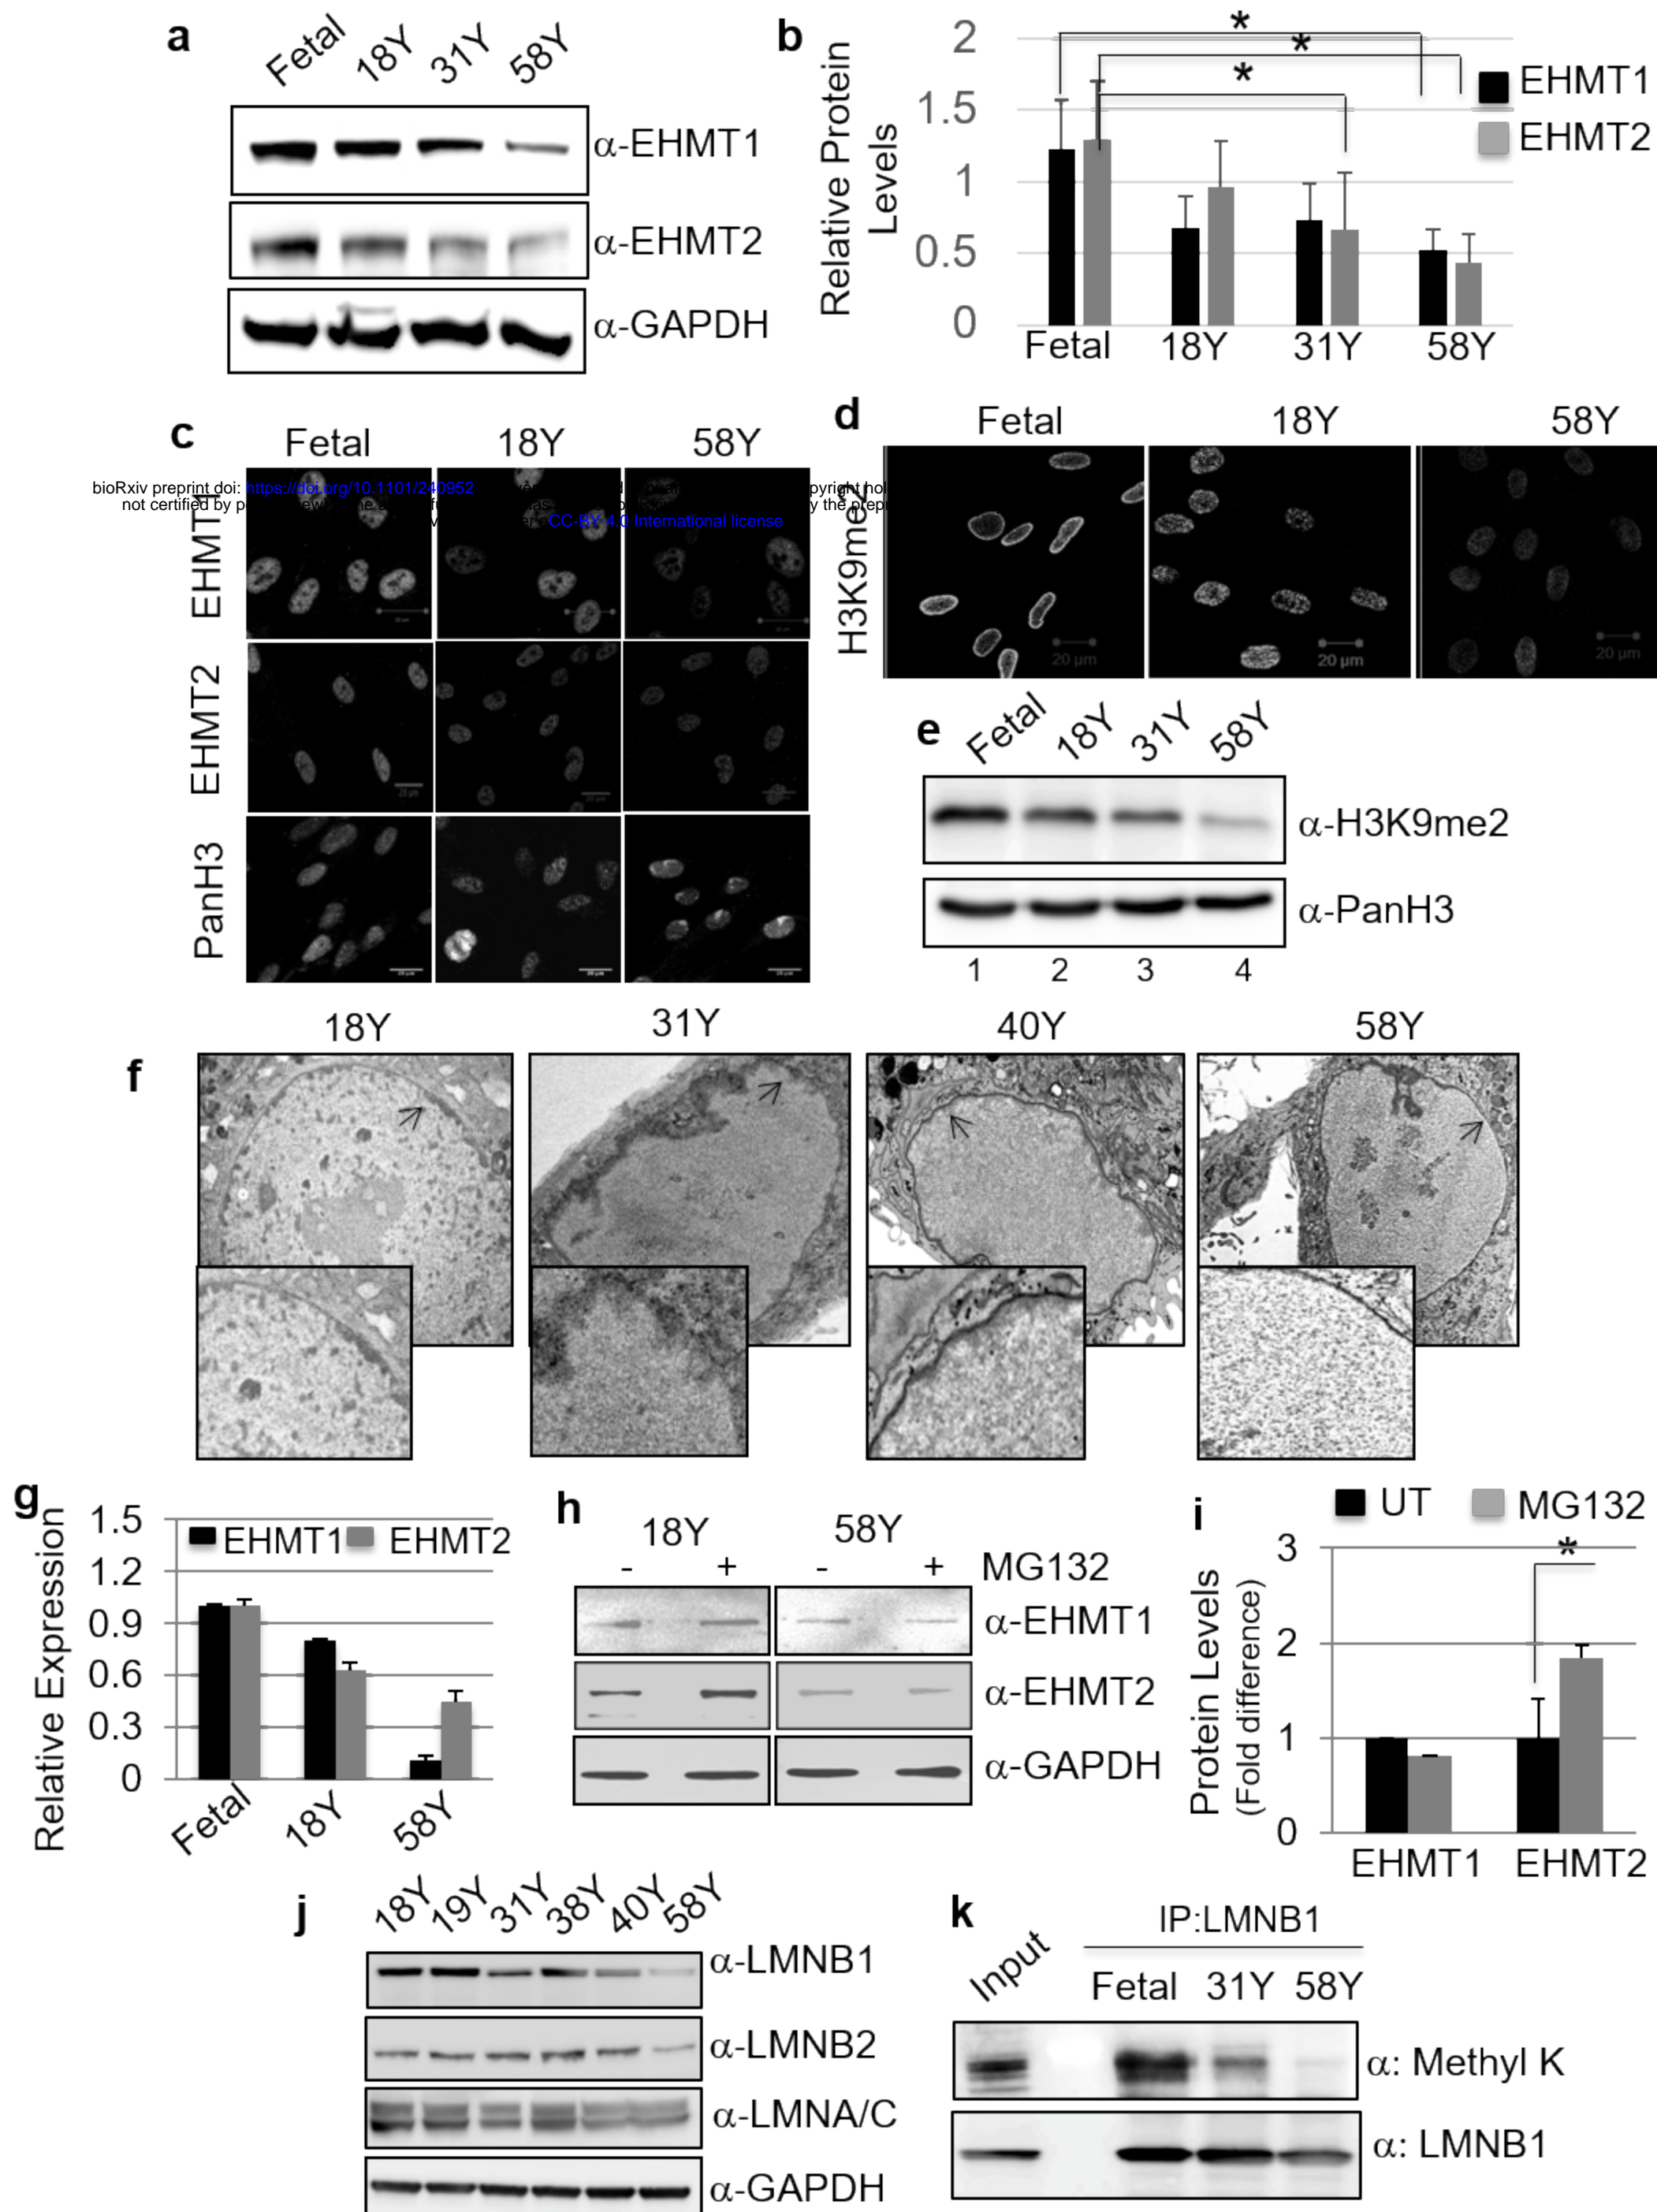 a
Fetal 18Y 31Y 58Y
α-EHMT1
α-EHMT2
α-GAPDH
b
Relative Protein
Levels
2
1.5
1
0.5
0
* * *
EHMT1
EHMT2
Fetal 18Y 31Y 58Y
c
Fetal 18Y 58Y
bioRxiv preprint doi: https://doi.org/10.1101/240952
not certified by
CC-BY 4.0 International license
EHMT1
EHMT2
PanH3
20 µm
d
Fetal 18Y 58Y
H3K9me2
20 µm 20 µm 20 µm
e
Fetal 18Y 31Y 58Y
α-H3K9me2
α-PanH3
1 2 3 4
f
18Y 31Y 40Y 58Y
g
Relative Expression
1.5
1.2
0.9
0.6
0.3
0
EHMT1 EHMT2
Fetal 18Y 58Y
h
18Y 58Y
- + - + MG132
α-EHMT1
α-EHMT2
α-GAPDH
i
UT MG132
Protein Levels
(Fold difference)
3
2
1
0
*
EHMT1 EHMT2
j
18Y 19Y 31Y 38Y 40Y 58Y
α-LMNB1
α-LMNB2
α-LMNA/C
α-GAPDH
k
IP:LMNB1
Input Fetal 31Y 58Y
α: Methyl K
α: LMNB1